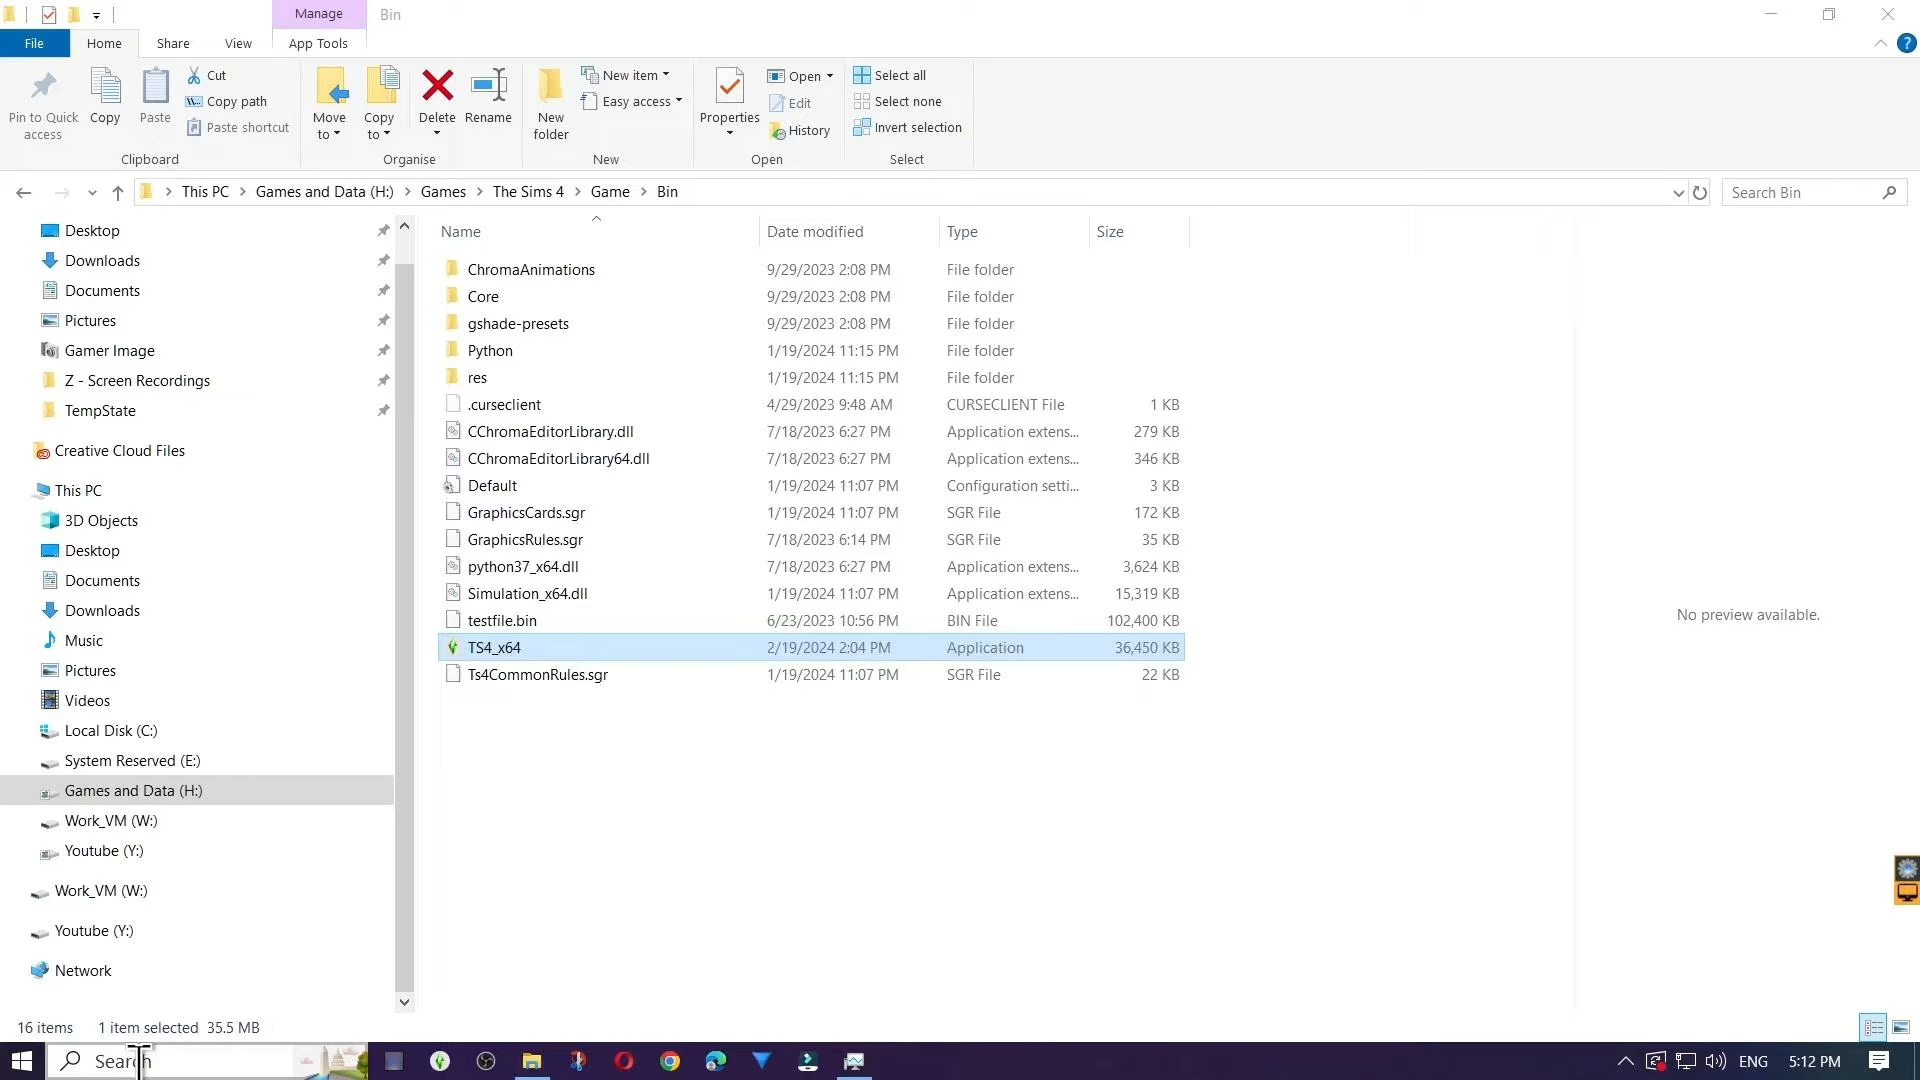 Manage
Bin
File
Home
Share
View
App Tools
Pin to Quick access
Copy
Paste
Cut
Copy path
Paste shortcut
Clipboard
Move to
Copy to
Delete
Rename
Organise
New folder
New item
Easy access
New
Properties
Open
Edit
History
Open
Select all
Select none
Invert selection
Select
This PC > Games and Data (H:) > Games > The Sims 4 > Game > Bin
Search Bin
Desktop
Downloads
Documents
Pictures
Gamer Image
Z - Screen Recordings
TempState
Creative Cloud Files
This PC
3D Objects
Desktop
Documents
Downloads
Music
Pictures
Videos
Local Disk (C:)
System Reserved (E:)
Games and Data (H:)
Work_VM (W:)
Youtube (Y:)
Work_VM (W:)
Youtube (Y:)
Network
Name Date modified Type Size
ChromaAnimations 9/29/2023 2:08 PM File folder
Core 9/29/2023 2:08 PM File folder
gshade-presets 9/29/2023 2:08 PM File folder
Python 1/19/2024 11:15 PM File folder
res 1/19/2024 11:15 PM File folder
.curseclient 4/29/2023 9:48 AM CURSECLIENT File 1 KB
CChromaEditorLibrary.dll 7/18/2023 6:27 PM Application extens... 279 KB
CChromaEditorLibrary64.dll 7/18/2023 6:27 PM Application extens... 346 KB
Default 1/19/2024 11:07 PM Configuration setti... 3 KB
GraphicsCards.sgr 1/19/2024 11:07 PM SGR File 172 KB
GraphicsRules.sgr 7/18/2023 6:14 PM SGR File 35 KB
python37_x64.dll 7/18/2023 6:27 PM Application extens... 3,624 KB
Simulation_x64.dll 1/19/2024 11:07 PM Application extens... 15,319 KB
testfile.bin 6/23/2023 10:56 PM BIN File 102,400 KB
TS4_x64 2/19/2024 2:04 PM Application 36,450 KB
Ts4CommonRules.sgr 1/19/2024 11:07 PM SGR File 22 KB
No preview available.
16 items 1 item selected 35.5 MB
Search
ENG
5:12 PM